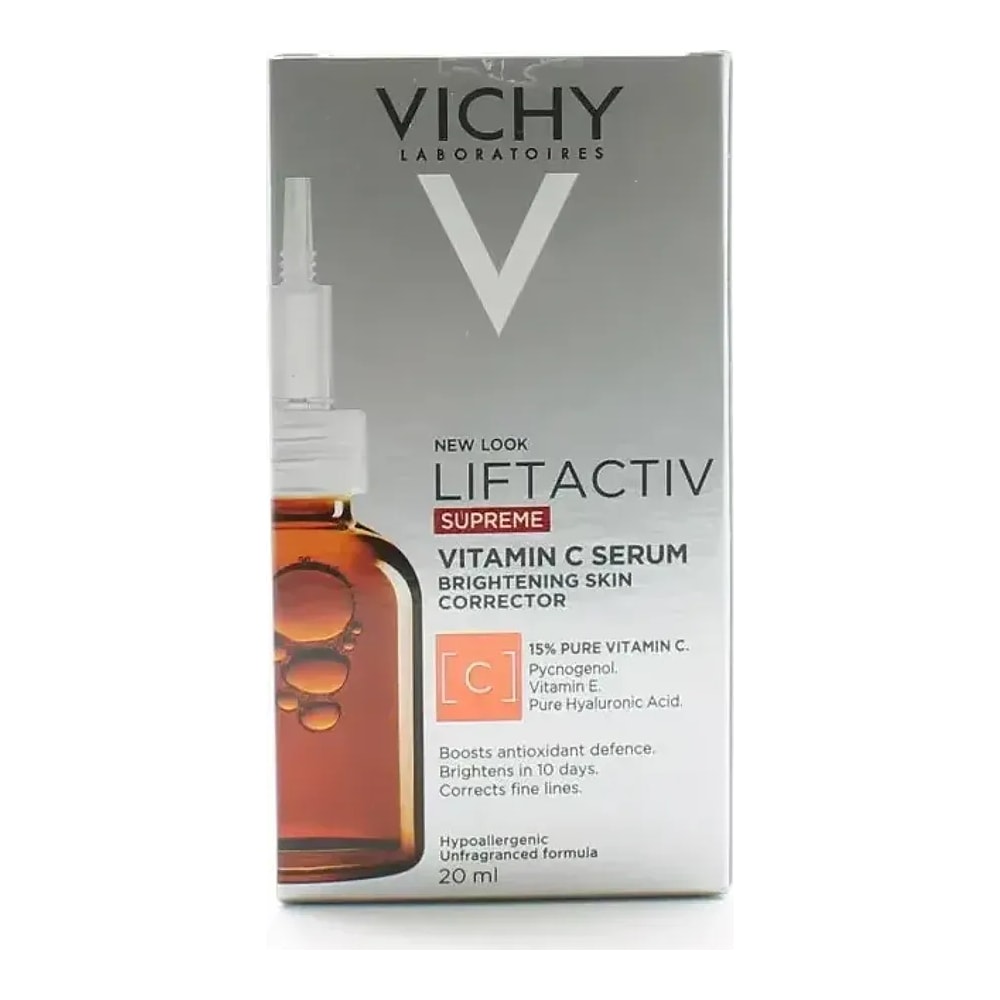 VICHY
LABORATOIRES
V
NEW LOOK
LIFTACTIV
SUPREME
VITAMIN C SERUM
BRIGHTENING SKIN
CORRECTOR
[C]
15% PURE VITAMIN C.
Pycnogenol.
Vitamin E.
Pure Hyaluronic Acid.
Boosts antioxidant defence.
Brightens in 10 days.
Corrects fine lines.
Hypoallergenic
Unfragranced formula
20 ml